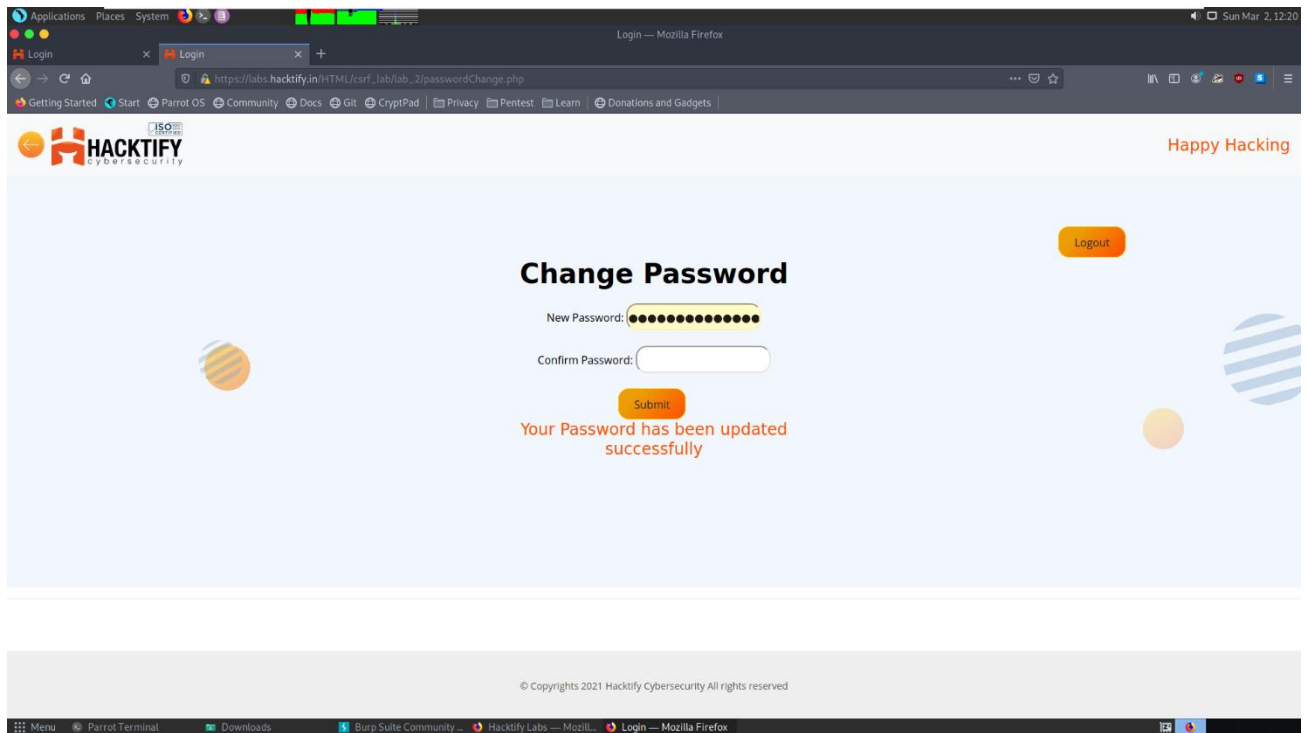 Applications Places System
Sun Mar 2, 12:20
Login — Mozilla Firefox
Login × Login × +
https://labs.hacktify.in/HTML/csrf_lab/lab_2/passwordChange.php
Getting Started Start Parrot OS Community Docs Git CryptPad Privacy Pentest Learn Donations and Gadgets
ISO
CERTIFIED
HACKTIFY
cybersecurity
Happy Hacking
Logout
Change Password
New Password: ●●●●●●●●●●●●●●
Confirm Password:
Submit
Your Password has been updated
successfully
© Copyrights 2021 Hacktify Cybersecurity All rights reserved
Menu Parrot Terminal Downloads Burp Suite Community ... Hacktify Labs — Mozill... Login — Mozilla Firefox